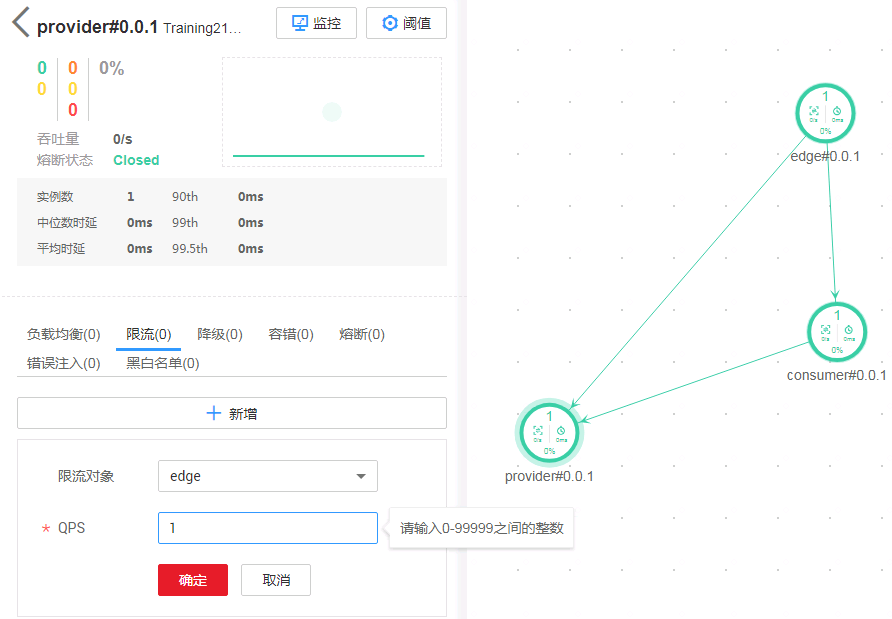 provider#0.0.1 Training21...
监控
阈值
0 0 0%
0 0
0
吞吐量 0/s
熔断状态 Closed
实例数 1 90th 0ms
中位数时延 0ms 99th 0ms
平均时延 0ms 99.5th 0ms
负载均衡(0) 限流(0) 降级(0) 容错(0) 熔断(0)
错误注入(0) 黑白名单(0)
新增
限流对象 edge
* QPS 1
请输入0-99999之间的整数
确定 取消
1
0/s 0ms
0%
edge#0.0.1
1
0/s 0ms
0%
consumer#0.0.1
1
0/s 0ms
0%
provider#0.0.1